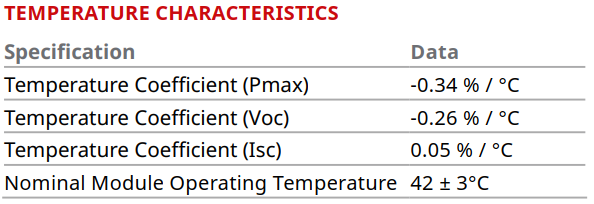 TEMPERATURE CHARACTERISTICS
Specification Data
Temperature Coefficient (Pmax) -0.34 % / °C
Temperature Coefficient (Voc) -0.26 % / °C
Temperature Coefficient (Isc) 0.05 % / °C
Nominal Module Operating Temperature 42 ± 3°C